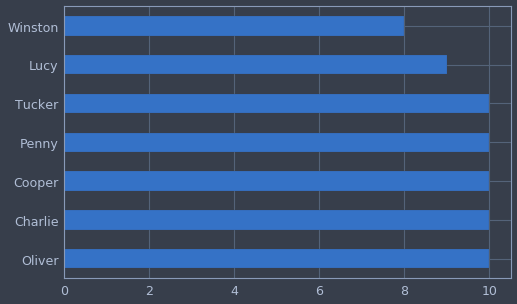 Winston
Lucy
Tucker
Penny
Cooper
Charlie
Oliver
0 2 4 6 8 10